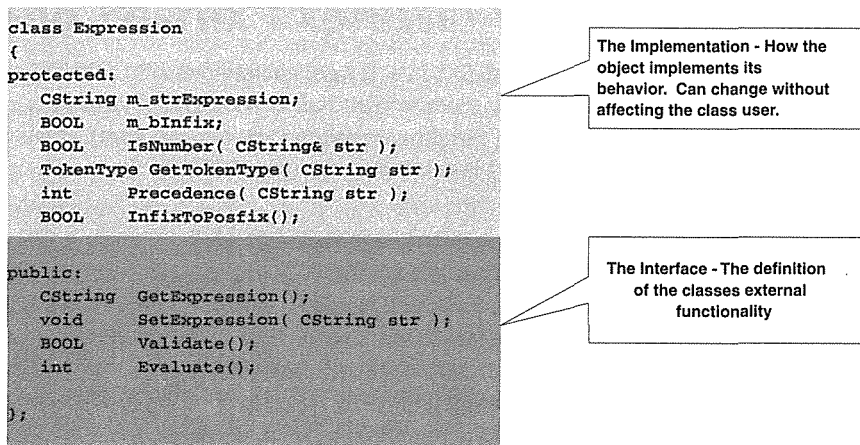 class Expression
{
protected:
CString m_strExpression;
BOOL m_bInfix;
BOOL IsNumber( CString& str );
TokenType GetTokenType( CString str );
int Precedence( CString str );
BOOL InfixToPosfix();
public:
CString GetExpression();
void SetExpression( CString str );
BOOL Validate();
int Evaluate();
};
The Implementation - How the
object implements its
behavior. Can change without
affecting the class user.
The Interface - The definition
of the classes external
functionality